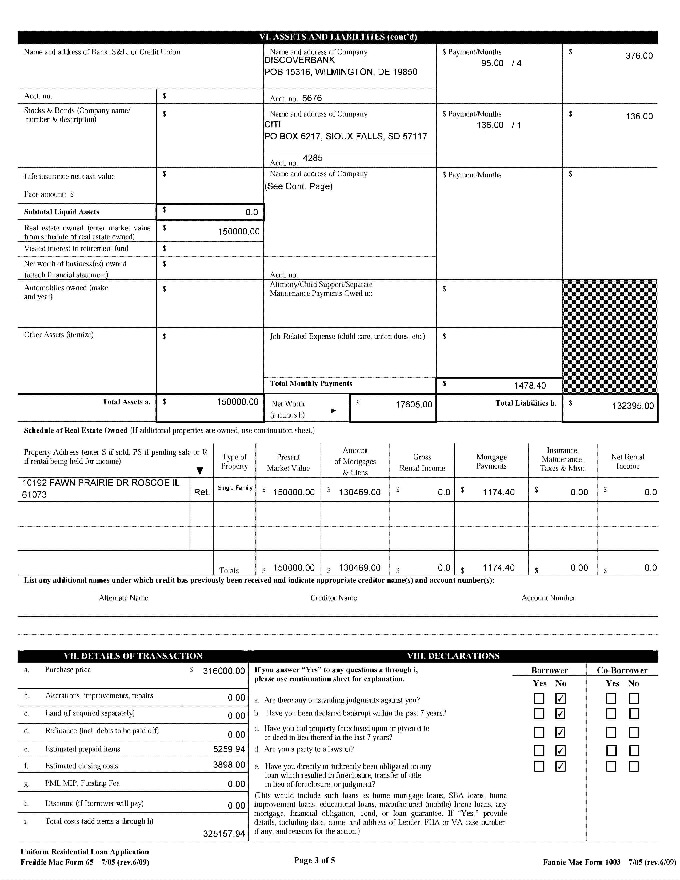 VI. ASSETS AND LIABILITIES (cont'd)
Name and address of Bank, S&L, or Credit Union
Name and address of Company
DISCOVERBANK
POB 15316, WILMINGTON, DE 19850
$ Payment/Months
95.00 / 4
$ 376.00
Acct. no. $
Acct. no. 5676
Stocks & Bonds (Company name/
number & description)
$
Name and address of Company
CITI
PO BOX 6217, SIOUX FALLS, SD 57117
$ Payment/Months
136.00 / 1
$ 136.00
Acct. no. 4285
Life insurance net cash value
Face amount: $
$
Name and address of Company
(See Cont. Page)
$ Payment/Months
$
Subtotal Liquid Assets $ 0.0
Real estate owned (enter market value
from schedule of real estate owned)
$ 150000.00
Vested interest in retirement fund $
Net worth of business(es) owned
(attach financial statement)
$
Acct. no.
Automobiles owned (make
and year)
$
Alimony/Child Support/Separate
Maintenance Payments Owed to:
$
Other Assets (itemize) $
Job-Related Expense (child care, union dues, etc.) $
Total Monthly Payments $ 1478.40
Total Assets a. $ 150000.00
Net Worth
(a minus b)
$ 17605.00
Total Liabilities b. $ 132395.00
Schedule of Real Estate Owned (If additional properties are owned, use continuation sheet.)
Property Address (enter S if sold, PS if pending sale or R
if rental being held for income)
Type of
Property
Present
Market Value
Amount
of Mortgages
& Liens
Gross
Rental Income
Mortgage
Payments
Insurance
Maintenance
Taxes & Misc.
Net Rental
Income
10192 FAWN PRAIRIE DR ROSCOE IL
61073
Ret. Single Family $ 150000.00 $ 130469.00 $ 0.0 $ 1174.40 $ 0.00 $ 0.0
Totals $ 150000.00 $ 130469.00 $ 0.0 $ 1174.40 $ 0.00 $ 0.0
List any additional names under which credit has previously been received and indicate appropriate creditor name(s) and account number(s):
Alternate Name Creditor Name Account Number
VII. DETAILS OF TRANSACTION
a. Purchase price $ 316000.00
b. Alterations, improvements, repairs 0.00
c. Land (if acquired separately) 0.00
d. Refinance (incl. debts to be paid off) 0.00
e. Estimated prepaid items 5259.94
f. Estimated closing costs 3898.00
g. PMI, MIP, Funding Fee 0.00
h. Discount (if Borrower will pay) 0.00
i. Total costs (add items a through h)
325157.94
VIII. DECLARATIONS
If you answer "Yes" to any questions a through i,
please use continuation sheet for explanation.
Borrower Co-Borrower
Yes No Yes No
a. Are there any outstanding judgments against you?
b. Have you been declared bankrupt within the past 7 years?
c. Have you had property foreclosed upon or given title
or deed in lieu thereof in the last 7 years?
d. Are you a party to a lawsuit?
e. Have you directly or indirectly been obligated on any
loan which resulted in foreclosure, transfer of title
in lieu of foreclosure, or judgment?
(This would include such loans as home mortgage loans, SBA loans, home
improvement loans, educational loans, manufactured (mobile) home loans, any
mortgage, financial obligation, bond, or loan guarantee. If "Yes," provide
details, including date, name, and address of Lender, FHA or VA case number,
if any, and reasons for the action.)
Uniform Residential Loan Application
Freddie Mac Form 65 7/05 (rev.6/09)
Page 3 of 5
Fannie Mae Form 1003 7/05 (rev.6/09)